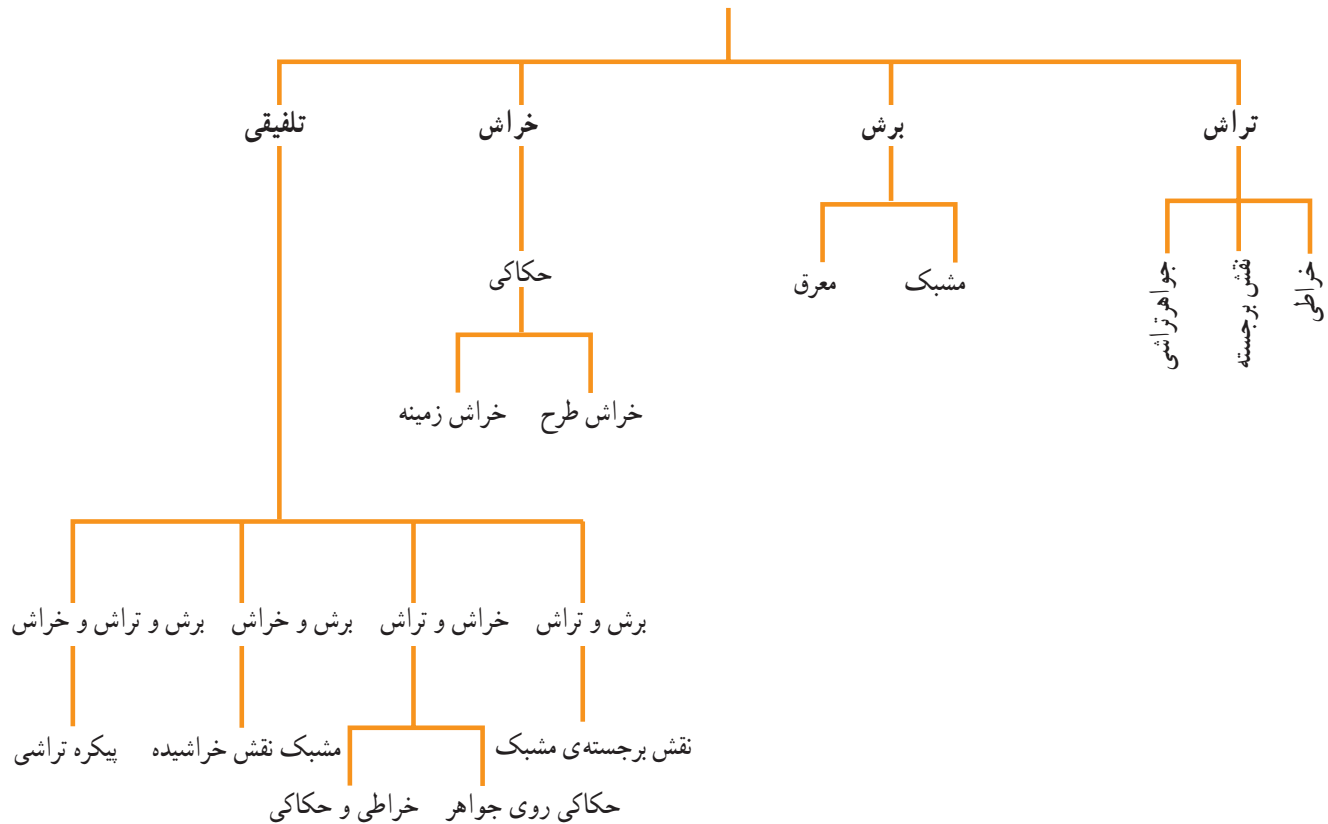 تراش
برش
خراش
تلفیقی
خراطی
نقش برجسته
جواهرتراشی
مشبک
معرق
حکاکی
خراش طرح
خراش زمینه
برش و تراش
خراش و تراش
برش و خراش
برش و تراش و خراش
نقش برجسته‌ی مشبک
مشبک نقش خراشیده
پیکره تراشی
حکاکی روی جواهر
خراطی و حکاکی